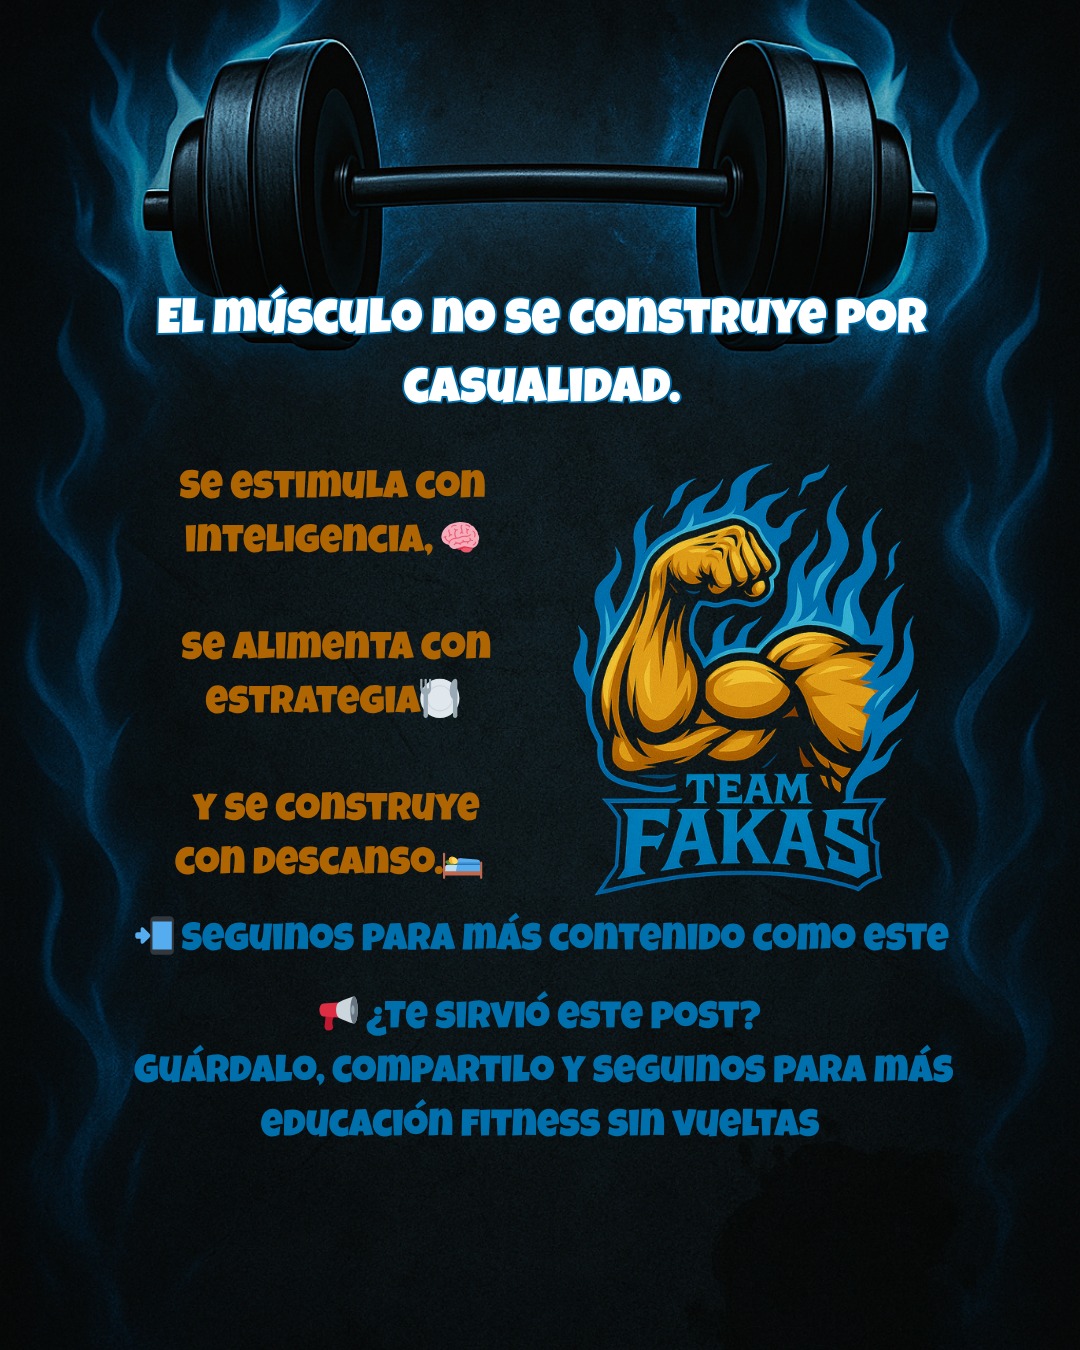 El músculo no se construye por
casualidad.
Se estimula con
inteligencia, 🧠
Se alimenta con
estrategia🍽️
Y se construye
con descanso.🛌
TEAM
FAKAS
📲 Seguinos para más contenido como este
📢 ¿Te sirvió este post?
Guárdalo, compartilo y seguinos para más
educación fitness sin vueltas